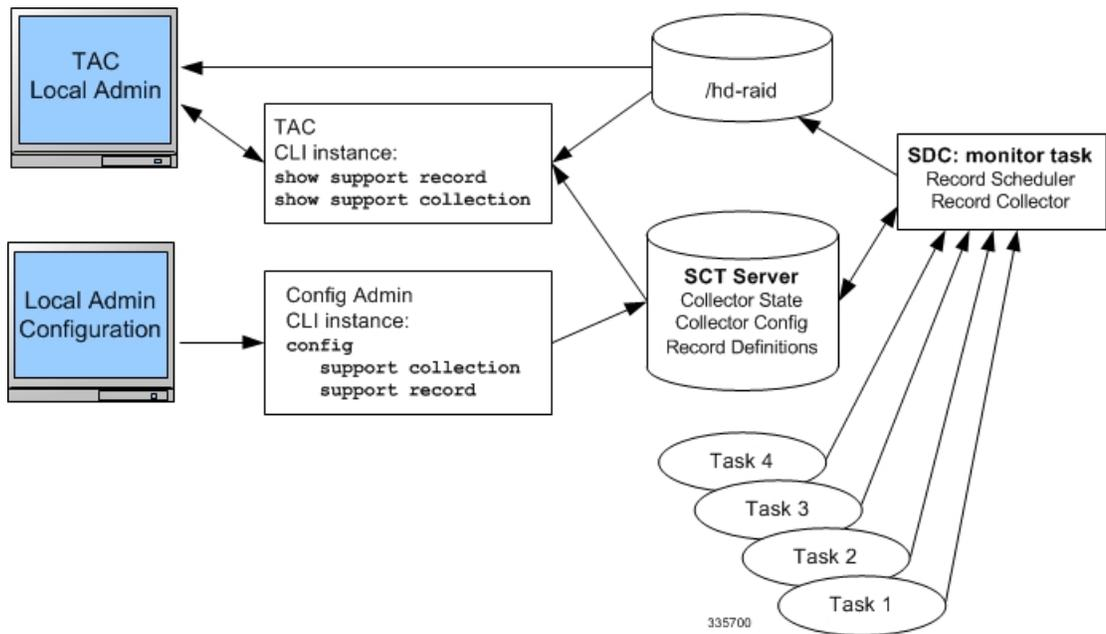 TAC
Local Admin
/hd-raid
TAC
CLI instance:
show support record
show support collection
SDC: monitor task
Record Scheduler
Record Collector
Local Admin
Configuration
Config Admin
CLI instance:
config
support collection
support record
SCT Server
Collector State
Collector Config
Record Definitions
Task 4
Task 3
Task 2
Task 1
335700